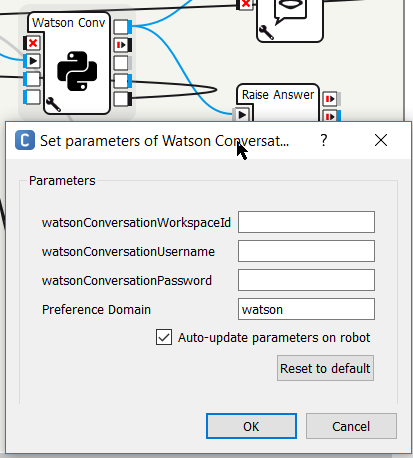 Watson Conv
Raise Answer
C Set parameters of Watson Conversat... ?
Parameters
watsonConversationWorkspaceId
watsonConversationUsername
watsonConversationPassword
Preference Domain watson
Auto-update parameters on robot
Reset to default
OK Cancel